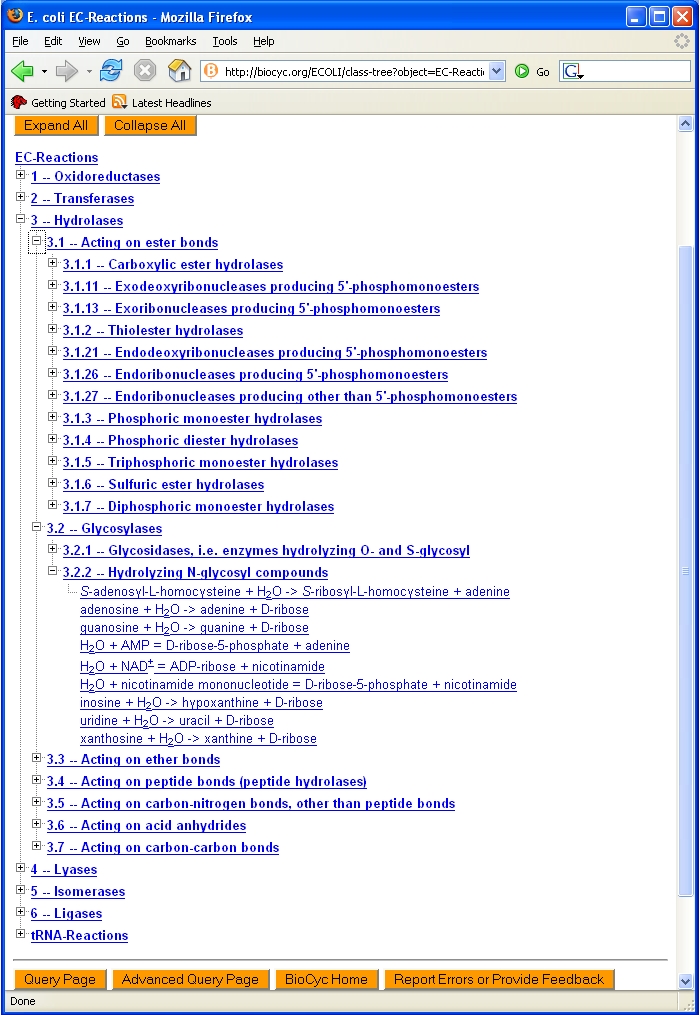 E. coli EC-Reactions - Mozilla Firefox
File Edit View Go Bookmarks Tools Help
http://biocyc.org/ECOLI/class-tree?object=EC-Reacti Go G
Getting Started Latest Headlines
Expand All Collapse All
EC-Reactions
1 -- Oxidoreductases
2 -- Transferases
3 -- Hydrolases
3.1 -- Acting on ester bonds
3.1.1 -- Carboxylic ester hydrolases
3.1.11 -- Exodeoxyribonucleases producing 5'-phosphomonoesters
3.1.13 -- Exoribonucleases producing 5'-phosphomonoesters
3.1.2 -- Thiolester hydrolases
3.1.21 -- Endodeoxyribonucleases producing 5'-phosphomonoesters
3.1.26 -- Endoribonucleases producing 5'-phosphomonoesters
3.1.27 -- Endoribonucleases producing other than 5'-phosphomonoesters
3.1.3 -- Phosphoric monoester hydrolases
3.1.4 -- Phosphoric diester hydrolases
3.1.5 -- Triphosphoric monoester hydrolases
3.1.6 -- Sulfuric ester hydrolases
3.1.7 -- Diphosphoric monoester hydrolases
3.2 -- Glycosylases
3.2.1 -- Glycosidases, i.e. enzymes hydrolyzing O- and S-glycosyl
3.2.2 -- Hydrolyzing N-glycosyl compounds
S-adenosyl-L-homocysteine + H₂O -> S-ribosyl-L-homocysteine + adenine
adenosine + H₂O -> adenine + D-ribose
guanosine + H₂O -> guanine + D-ribose
H₂O + AMP = D-ribose-5-phosphate + adenine
H₂O + NAD⁺ = ADP-ribose + nicotinamide
H₂O + nicotinamide mononucleotide = D-ribose-5-phosphate + nicotinamide
inosine + H₂O -> hypoxanthine + D-ribose
uridine + H₂O -> uracil + D-ribose
xanthosine + H₂O -> xanthine + D-ribose
3.3 -- Acting on ether bonds
3.4 -- Acting on peptide bonds (peptide hydrolases)
3.5 -- Acting on carbon-nitrogen bonds, other than peptide bonds
3.6 -- Acting on acid anhydrides
3.7 -- Acting on carbon-carbon bonds
4 -- Lyases
5 -- Isomerases
6 -- Ligases
tRNA-Reactions
Query Page Advanced Query Page BioCyc Home Report Errors or Provide Feedback
Done